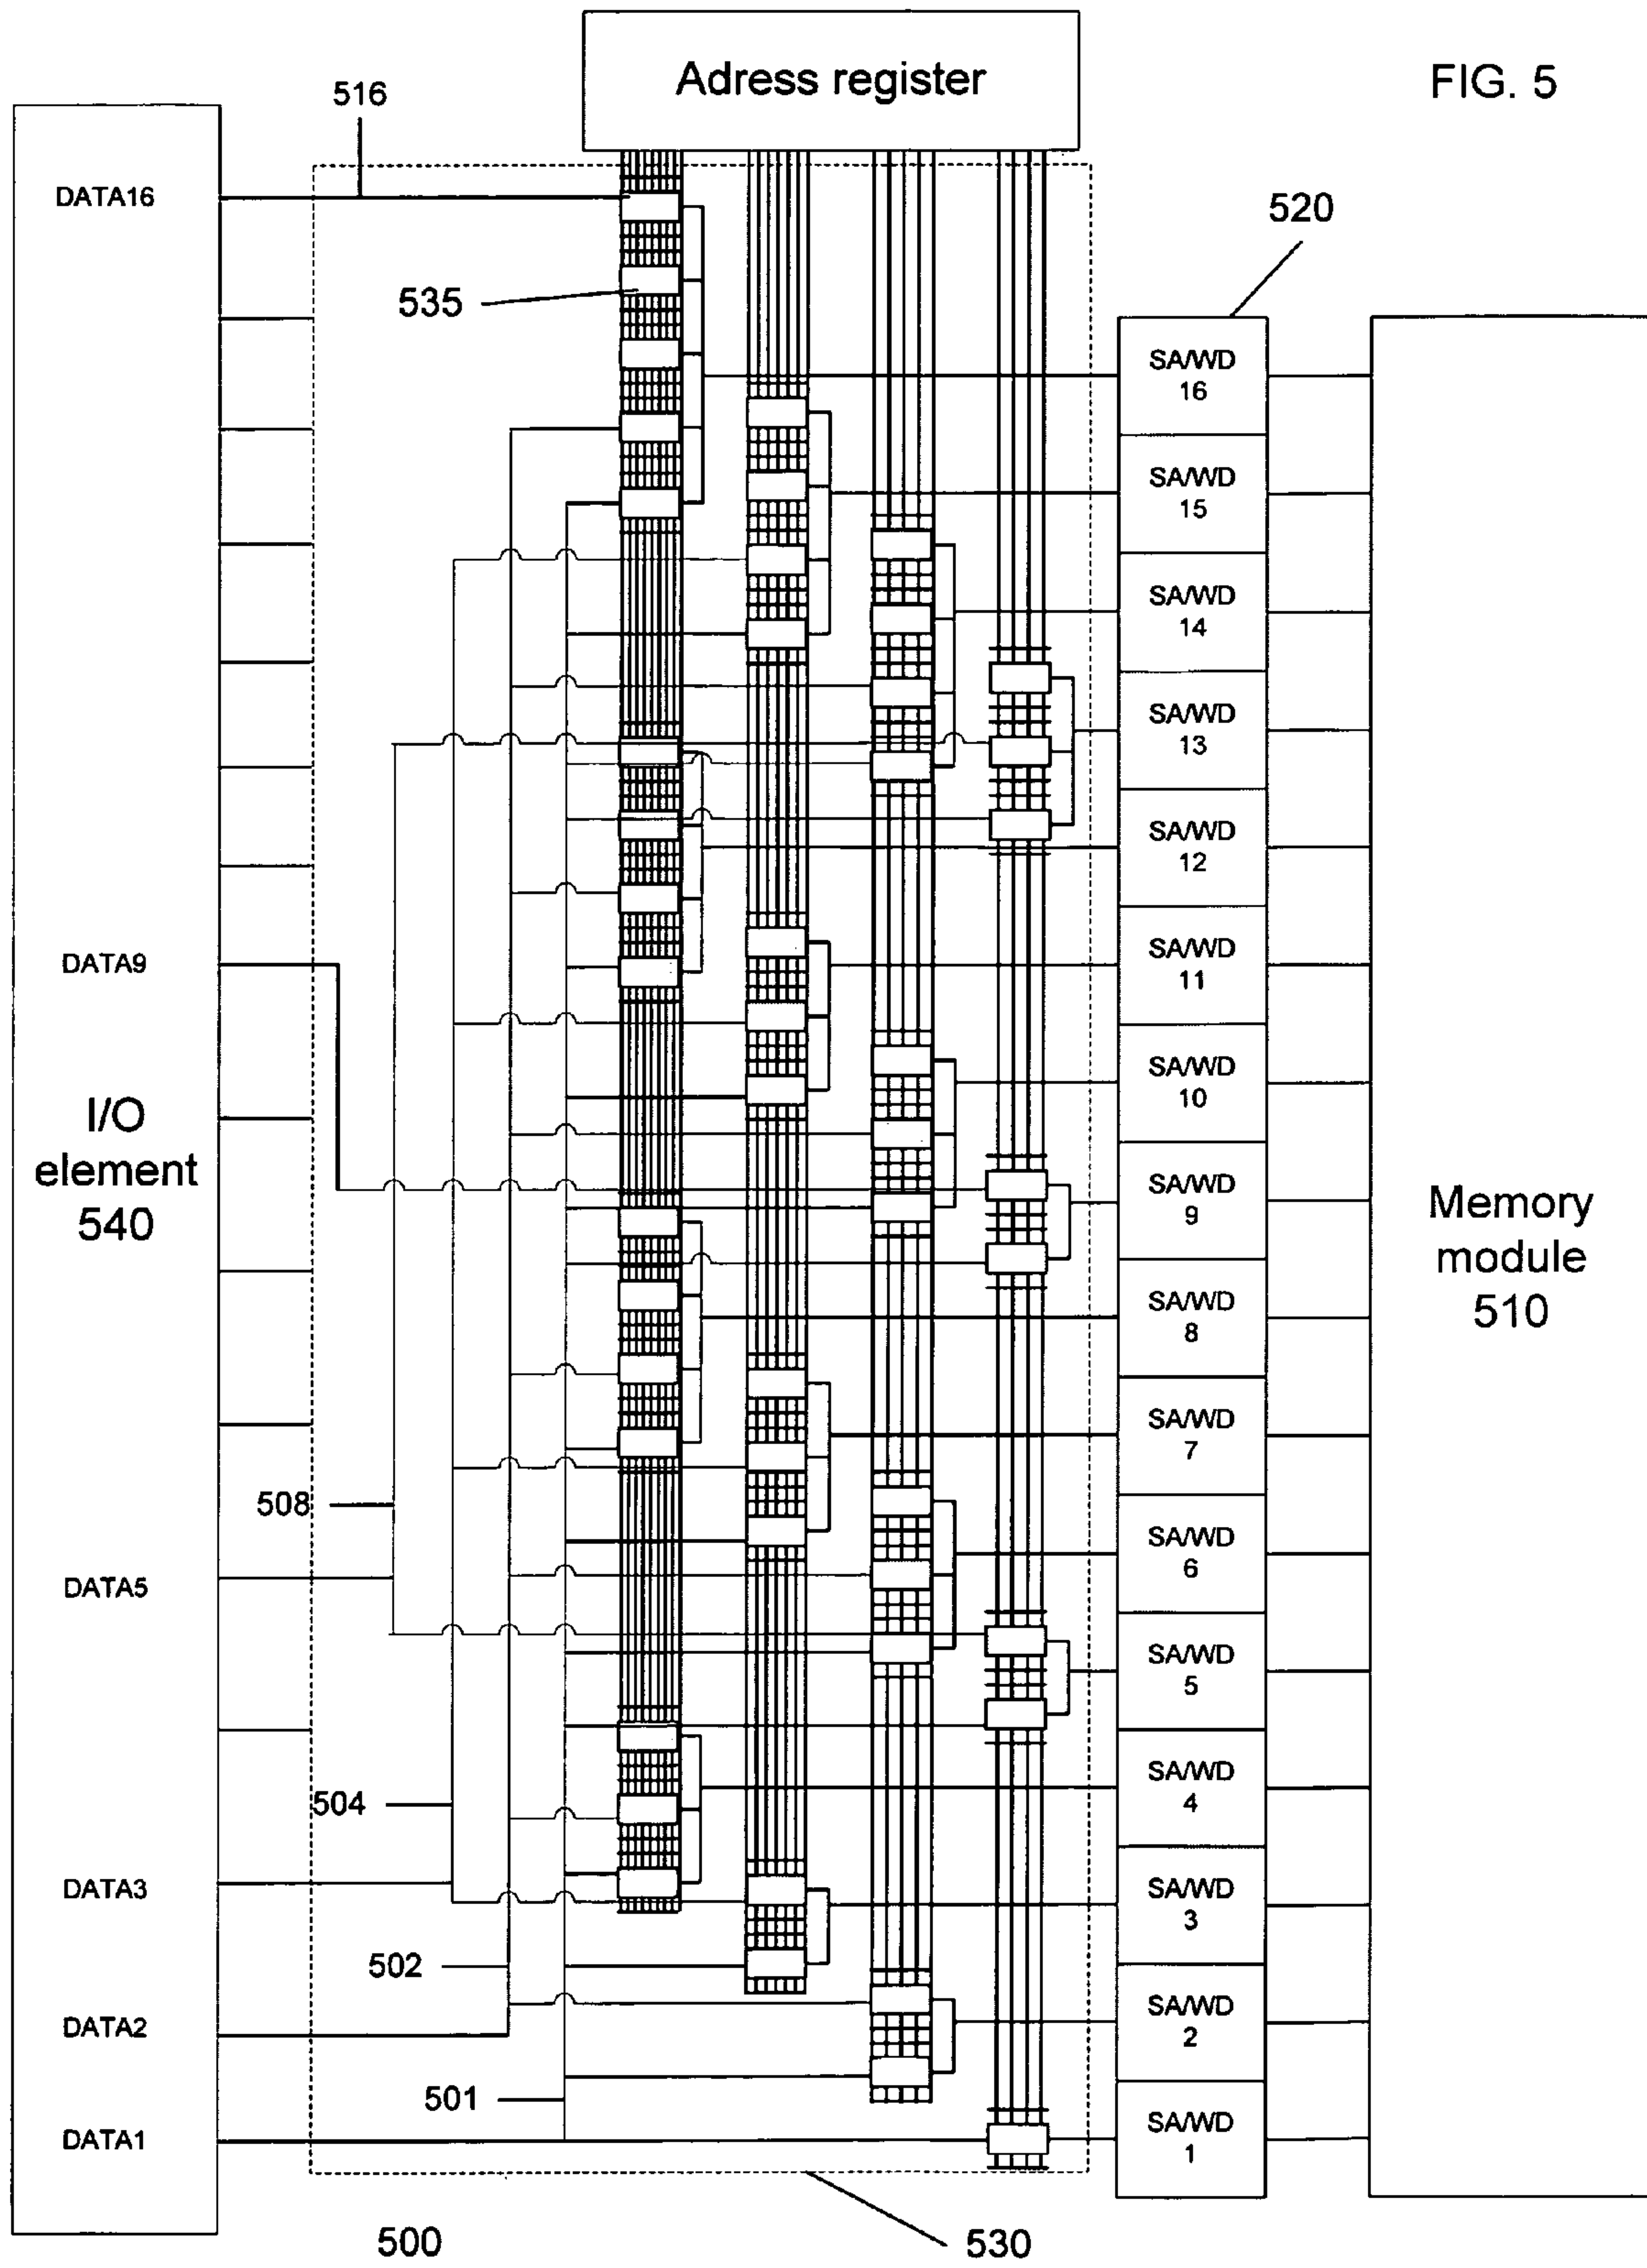 Adress register
FIG. 5
516
DATA16
520
535
SA/WD
16
SA/WD
15
SA/WD
14
SA/WD
13
SA/WD
12
DATA9
SA/WD
11
SA/WD
10
I/O
element
540
SA/WD
9
Memory
module
510
SA/WD
8
SA/WD
7
508
SA/WD
6
DATA5
SA/WD
5
504
SA/WD
4
DATA3
SA/WD
3
502
DATA2
SA/WD
2
501
DATA1
SA/WD
1
500
530